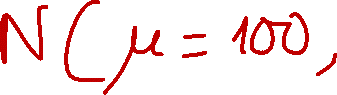 N(μ = 100,